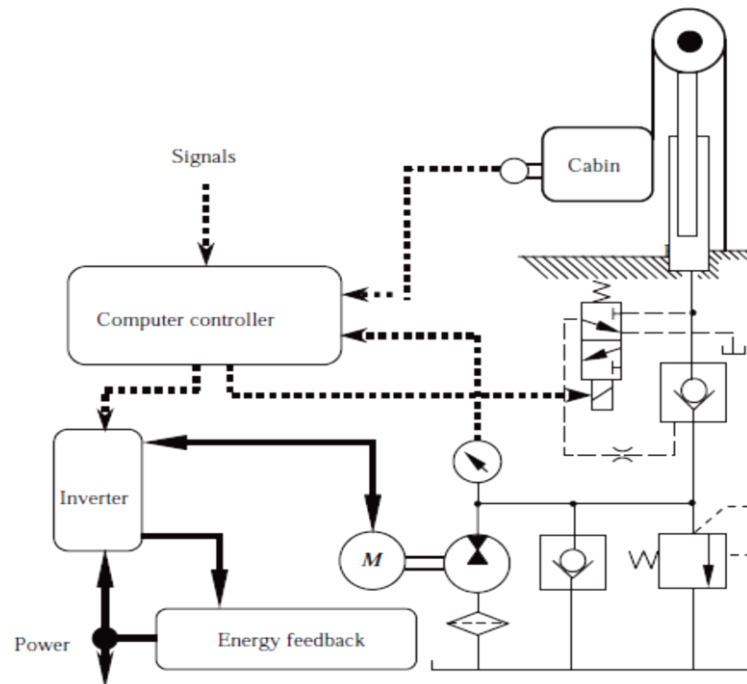 Signals
Cabin
Computer controller
Inverter
M
Power
Energy feedback